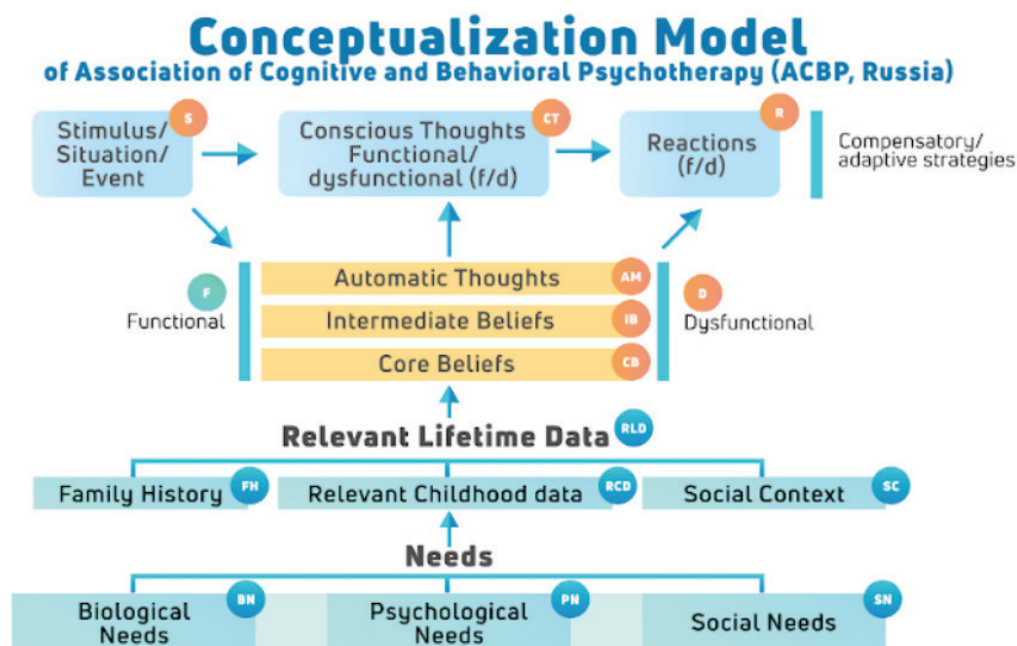 Conceptualization Model
of Association of Cognitive and Behavioral Psychotherapy (ACBP, Russia)
Stimulus/
Situation/
Event
S
Conscious Thoughts
Functional/
dysfunctional (f/d)
CT
Reactions
(f/d)
R
Compensatory/
adaptive strategies
F
Functional
Automatic Thoughts
AM
Intermediate Beliefs
IB
Core Beliefs
CB
D
Dysfunctional
Relevant Lifetime Data
RLD
Family History
FH
Relevant Childhood data
RCD
Social Context
SC
Needs
Biological
Needs
BN
Psychological
Needs
PN
Social Needs
SN